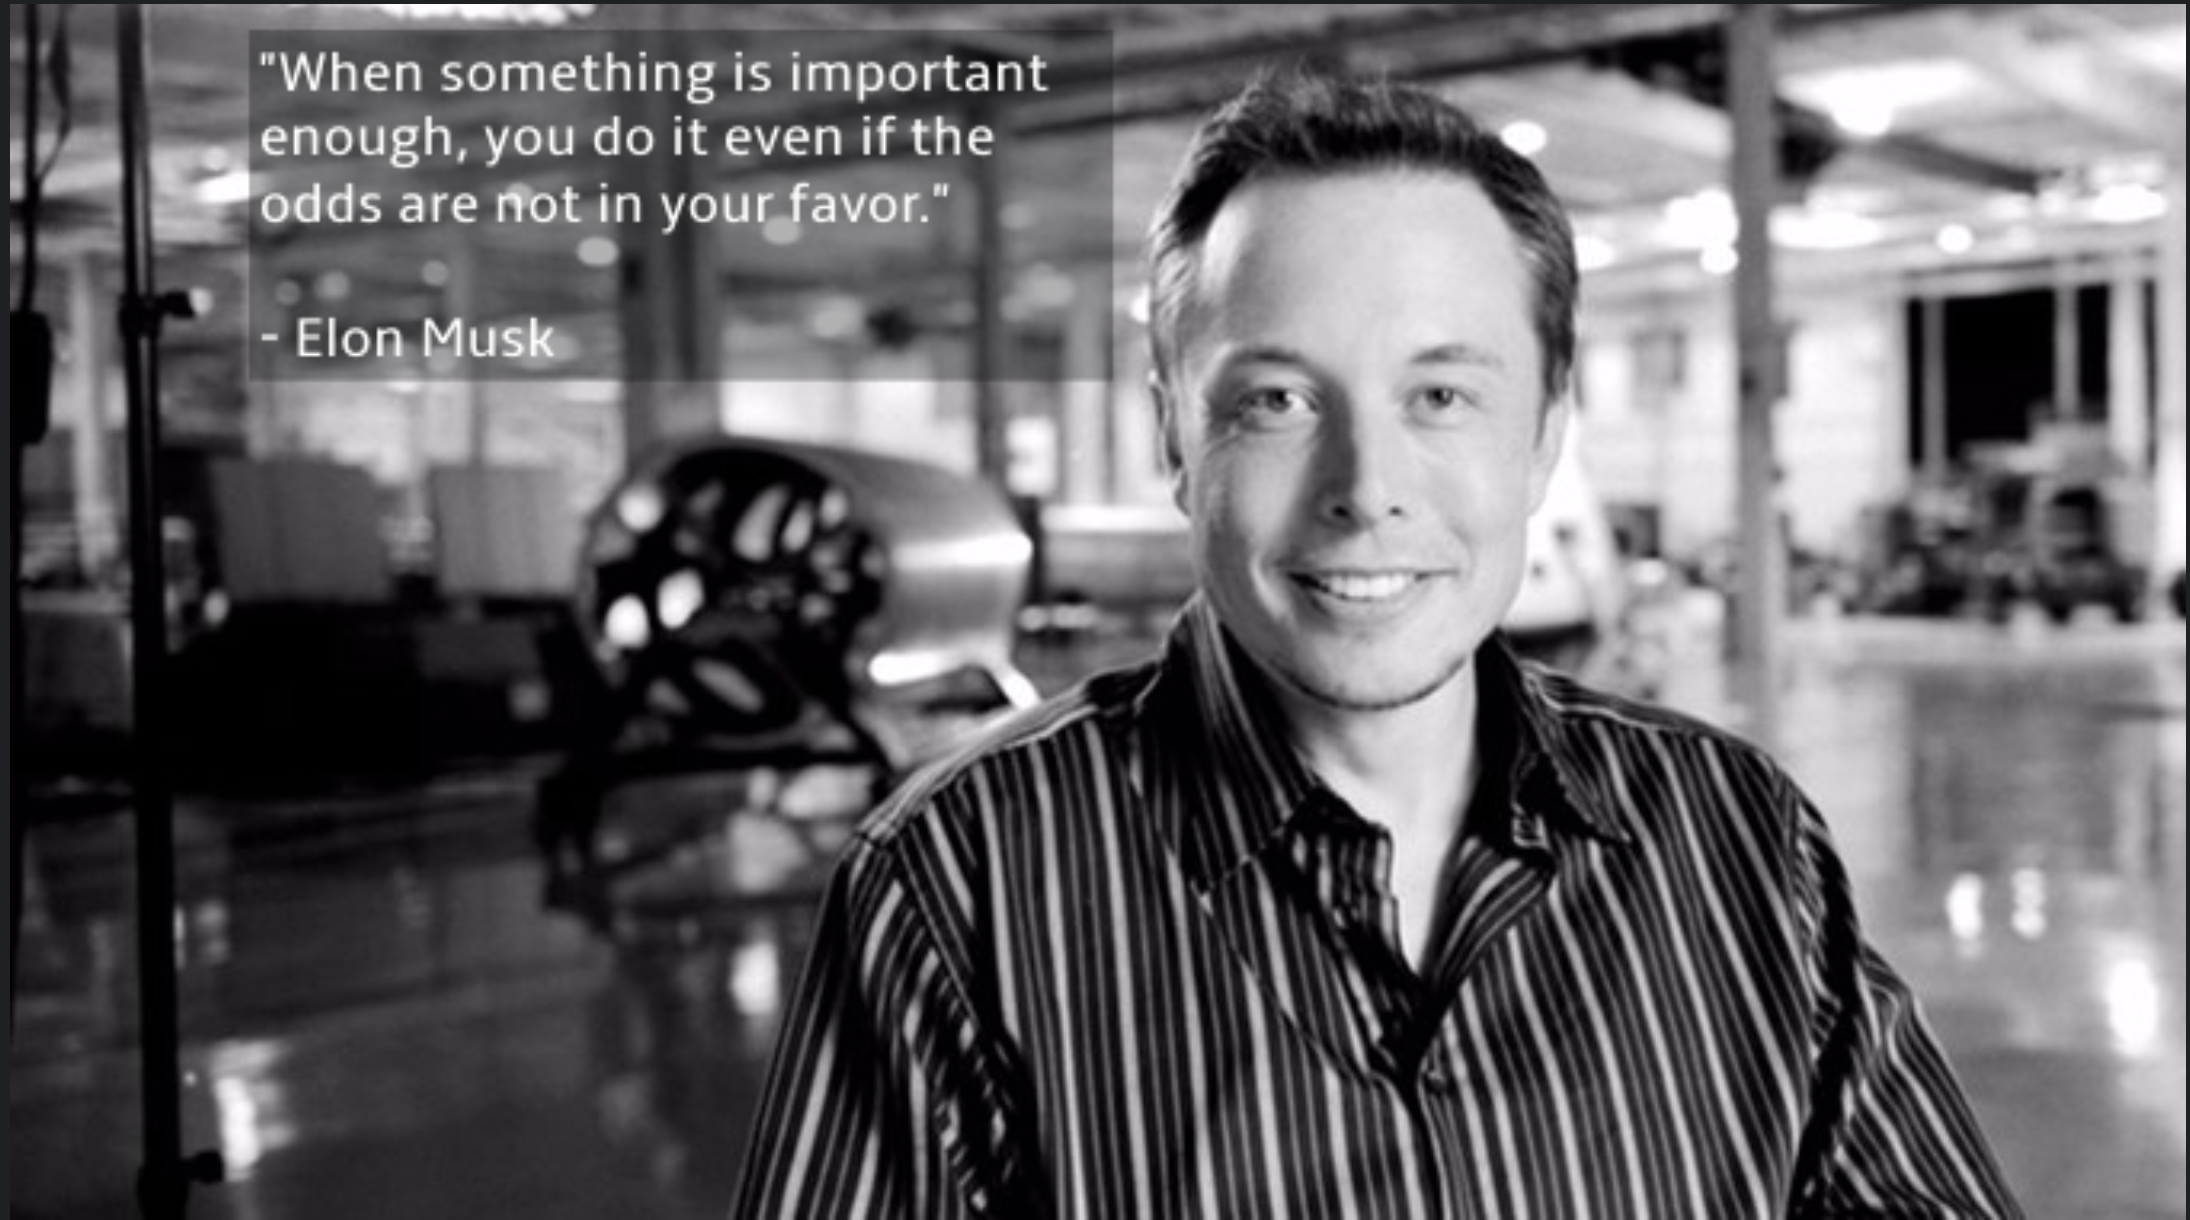 "When something is important
enough, you do it even if the
odds are not in your favor."
- Elon Musk